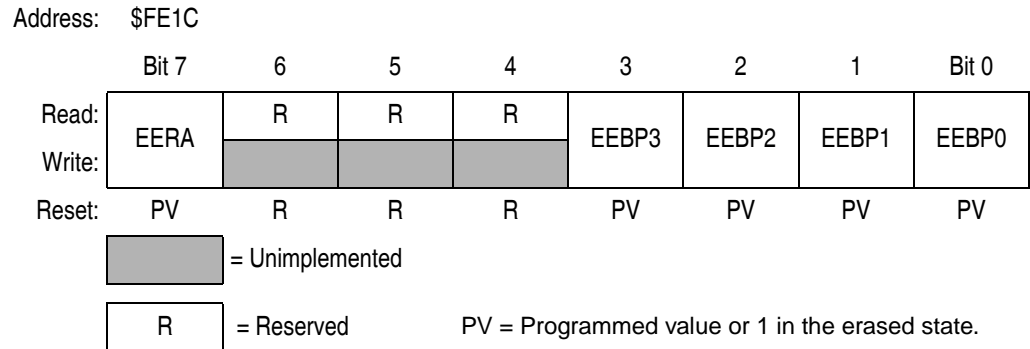 Address: $FE1C
Bit 7 6 5 4 3 2 1 Bit 0
Read: EERA R R R EEBP3 EEBP2 EEBP1 EEBP0
Write:
Reset: PV R R R PV PV PV PV
= Unimplemented
R = Reserved PV = Programmed value or 1 in the erased state.